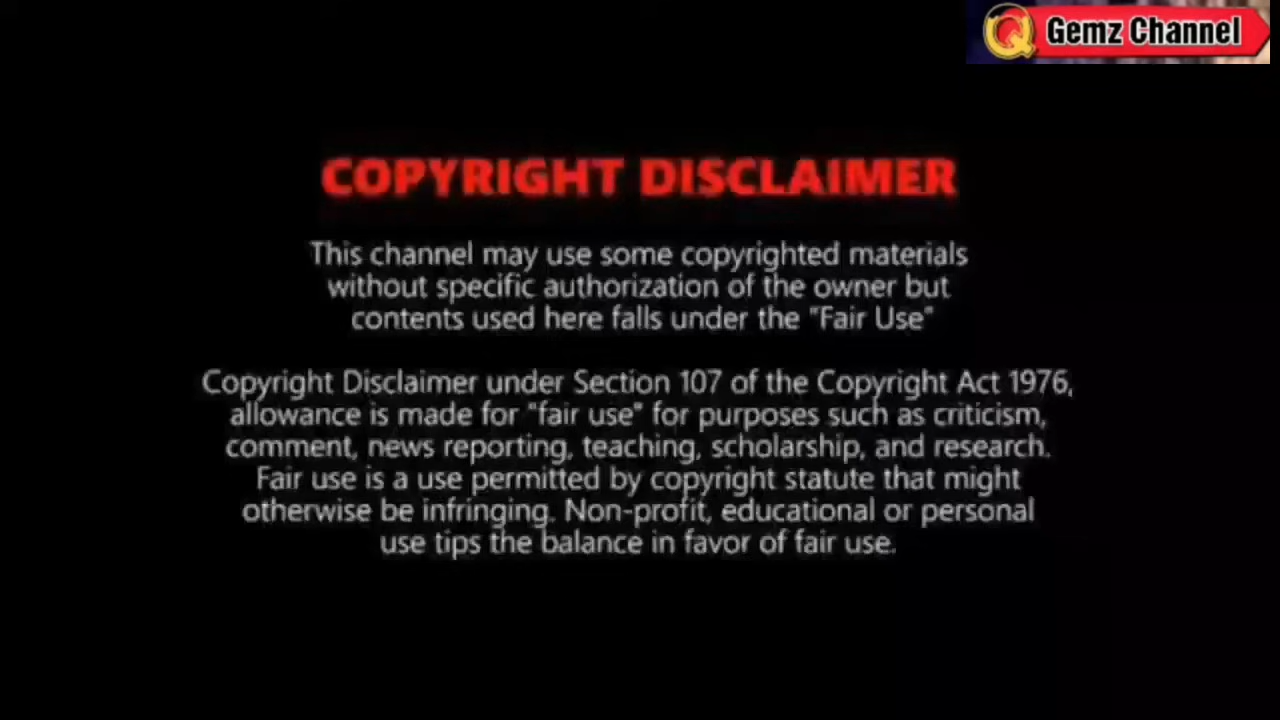 Gemz Channel
COPYRIGHT DISCLAIMER
This channel may use some copyrighted materials
without specific authorization of the owner but
contents used here falls under the "Fair Use"
Copyright Disclaimer under Section 107 of the Copyright Act 1976,
allowance is made for "fair use" for purposes such as criticism,
comment, news reporting, teaching, scholarship, and research.
Fair use is a use permitted by copyright statute that might
otherwise be infringing. Non-profit, educational or personal
use tips the balance in favor of fair use.